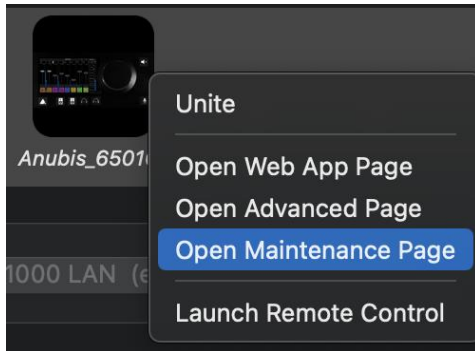 Unite
Anubis_6501
Open Web App Page
Open Advanced Page
Open Maintenance Page
1000 LAN (e
Launch Remote Control